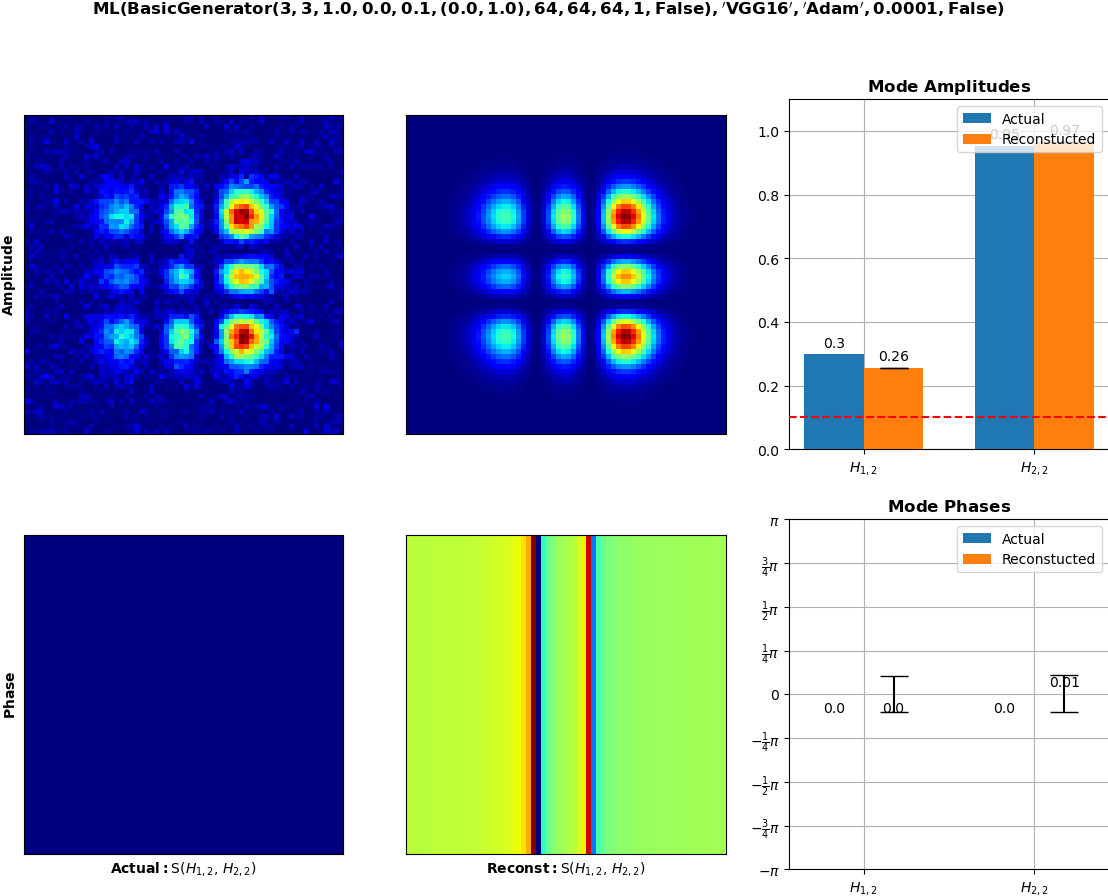 ML(BasicGenerator(3, 3, 1.0, 0.0, 0.1, (0.0, 1.0), 64, 64, 64, 1, False), ′VGG16′, ′Adam′, 0.0001, False)
Amplitude
Mode Amplitudes
Actual
Reconstucted
0.3
0.26
0.95
0.97
1.0
0.8
0.6
0.4
0.2
0.0
H1, 2
H2, 2
Phase
Actual: S(H1, 2, H2, 2)
Reconst: S(H1, 2, H2, 2)
Mode Phases
Actual
Reconstucted
π
3/4π
1/2π
1/4π
0
−1/4π
−1/2π
−3/4π
−π
0.0
0.0
0.0
0.01
H1, 2
H2, 2